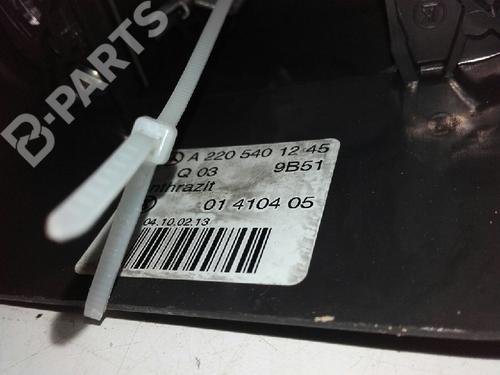 B-PARTS
A 220 540 12 45
Q 03 9B51
nthrazit
01 4104 05
04.10.02.13